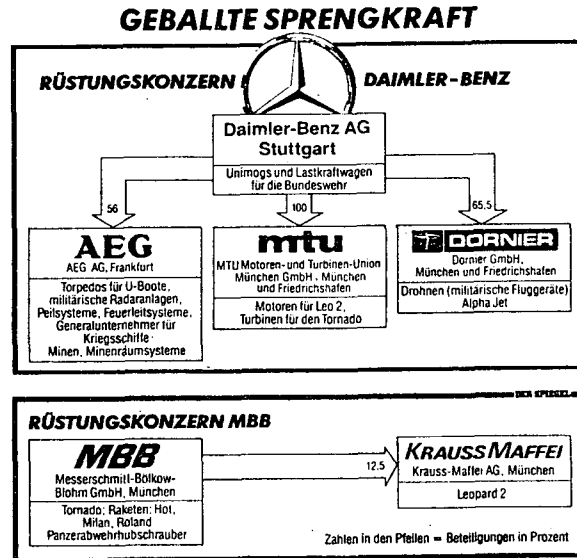 GEBALLTE SPRENGKRAFT
RÜSTUNGSKONZERN DAIMLER-BENZ
Daimler-Benz AG
Stuttgart
Unimogs und Lastkraftwagen
für die Bundeswehr
56
100
65,5
AEG
AEG AG, Frankfurt
Torpedos für U-Boote,
militärische Radaranlagen,
Peilsysteme, Feuerleitsysteme,
Generalunternehmer für
Kriegsschiffe
Minen, Minenräumsysteme
mtu
MTU Motoren- und Turbinen-Union
München GmbH, München
und Friedrichshafen
Motoren für Leo 2,
Turbinen für den Tornado
DORNIER
Dornier GmbH,
München und Friedrichshafen
Drohnen (militärische Fluggeräte)
Alpha Jet
DER SPIEGEL
RÜSTUNGSKONZERN MBB
MBB
Messerschmitt-Bölkow-
Blohm GmbH, München
Tornado; Raketen: Hot,
Milan, Roland
Panzerabwehrhubschrauber
12,5
KRAUSS MAFFEI
Krauss-Maffei AG, München
Leopard 2
Zahlen in den Pfeilen = Beteiligungen in Prozent